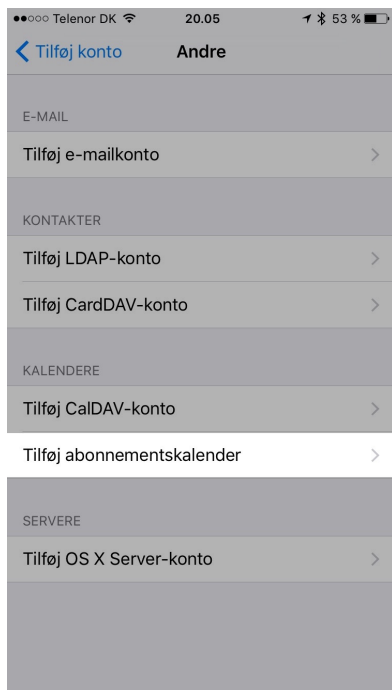 Telenor DK 20.05 53 %
Tilføj konto Andre
E-MAIL
Tilføj e-mailkonto
KONTAKTER
Tilføj LDAP-konto
Tilføj CardDAV-konto
KALENDERE
Tilføj CalDAV-konto
Tilføj abonnementskalender
SERVERE
Tilføj OS X Server-konto